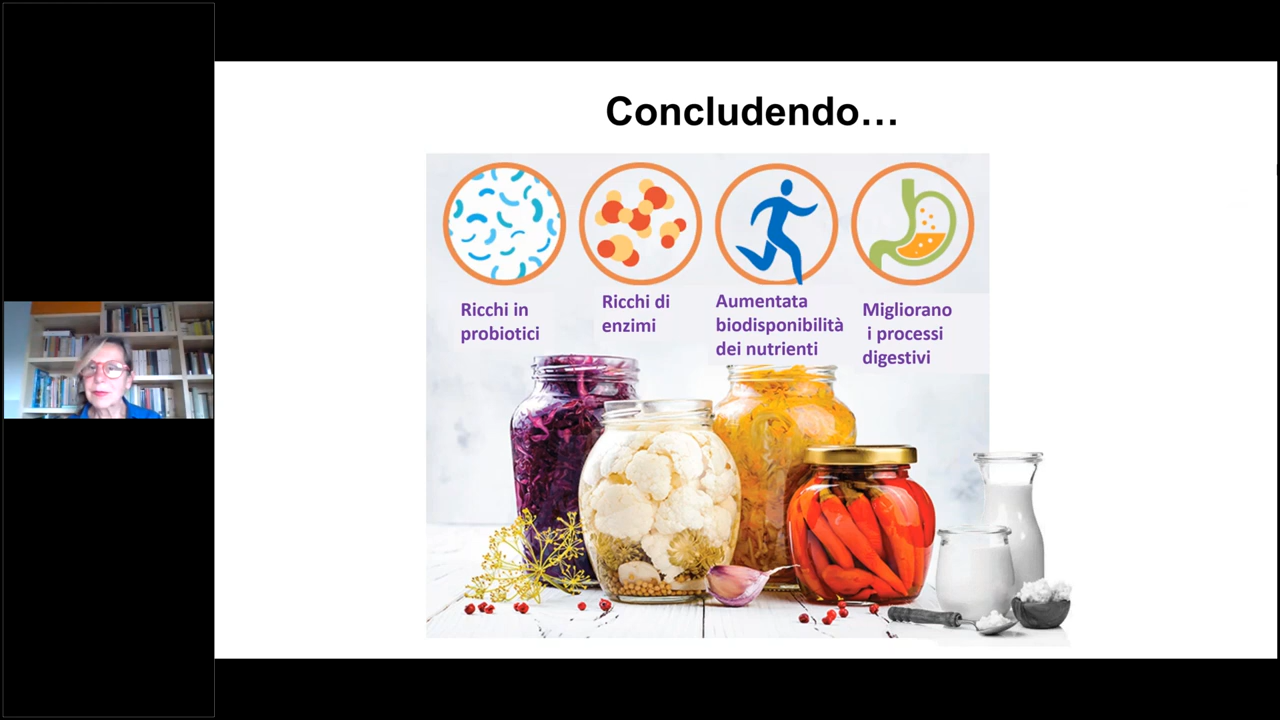 Concludendo…
Ricchi in
probiotici
Ricchi di
enzimi
Aumentata
biodisponibilità
dei nutrienti
Migliorano
i processi
digestivi